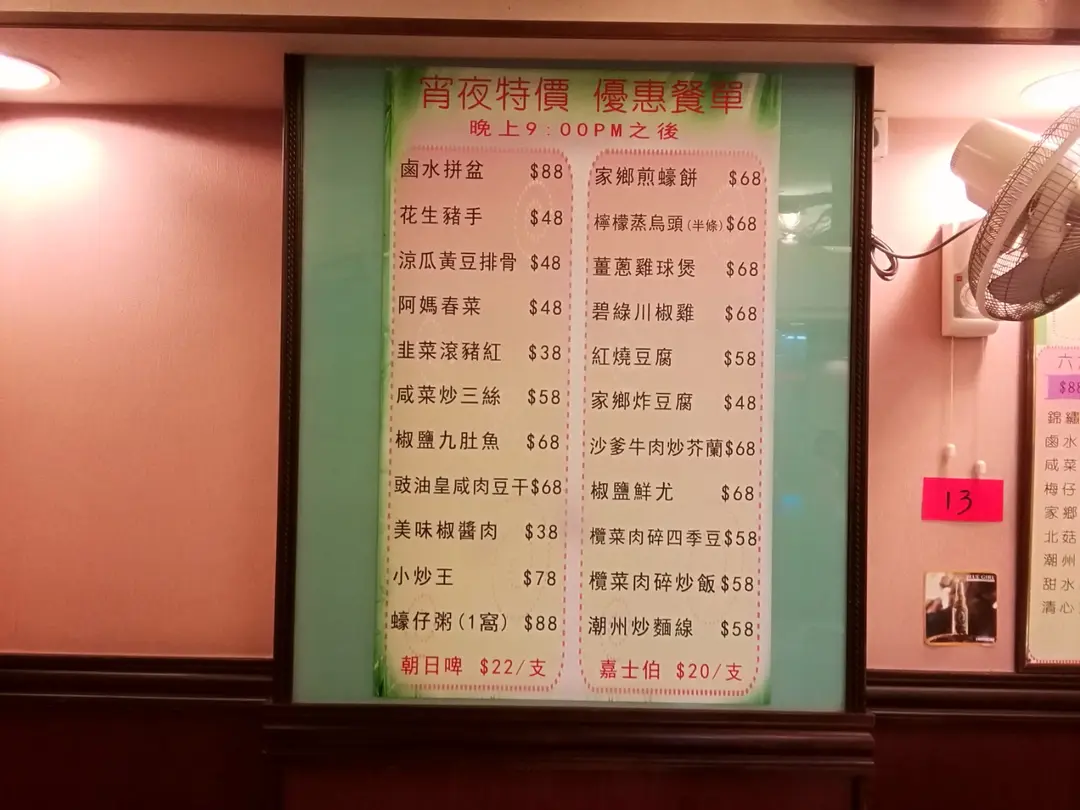 宵夜特價 優惠餐單
晚上9:00PM之後
鹵水拼盆 $88
花生豬手 $48
涼瓜黃豆排骨 $48
阿媽春菜 $48
韭菜滾豬紅 $38
咸菜炒三絲 $58
椒鹽九肚魚 $68
豉油皇咸肉豆干$68
美味椒醬肉 $38
小炒王 $78
蠔仔粥(1窩) $88
朝日啤 $22/支
家鄉煎蠔餅 $68
檸檬蒸烏頭(半條)$68
薑蔥雞球煲 $68
碧綠川椒雞 $68
紅燒豆腐 $58
家鄉炸豆腐 $48
沙爹牛肉炒芥蘭$68
椒鹽鮮尤 $68
欖菜肉碎四季豆$58
欖菜肉碎炒飯$58
潮州炒麵線 $58
嘉士伯 $20/支
13
BLUE GIRL
六
$88
錦繡
鹵水
咸菜
梅仔
家鄉
北菇
潮州
甜水
清心